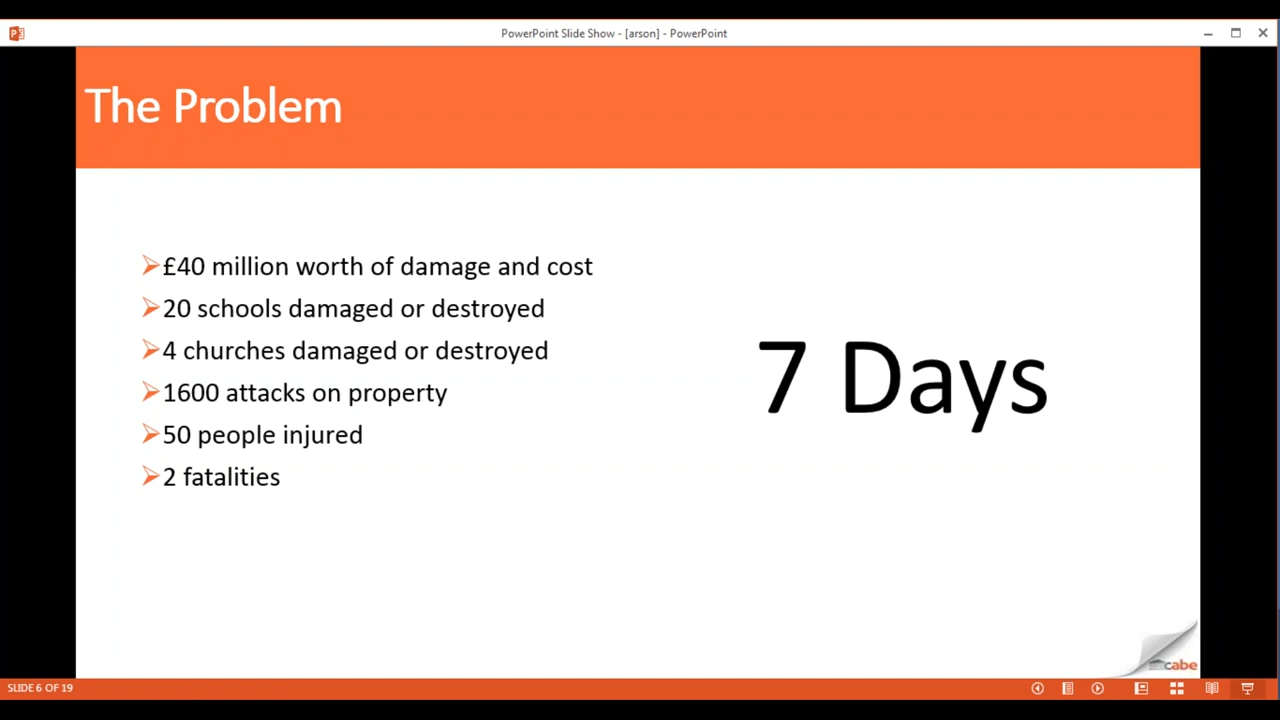 PowerPoint Slide Show - [arson] - PowerPoint
The Problem
£40 million worth of damage and cost
20 schools damaged or destroyed
4 churches damaged or destroyed
1600 attacks on property
50 people injured
2 fatalities
7 Days
cabe
SLIDE 6 OF 19